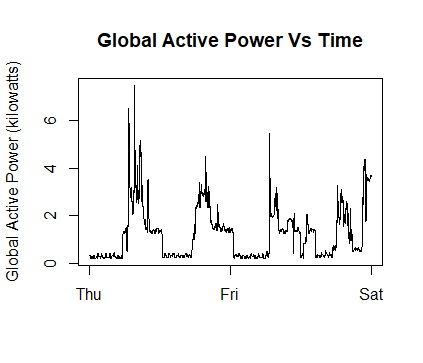 Global Active Power Vs Time
Global Active Power (kilowatts)
6
4
2
0
Thu
Fri
Sat